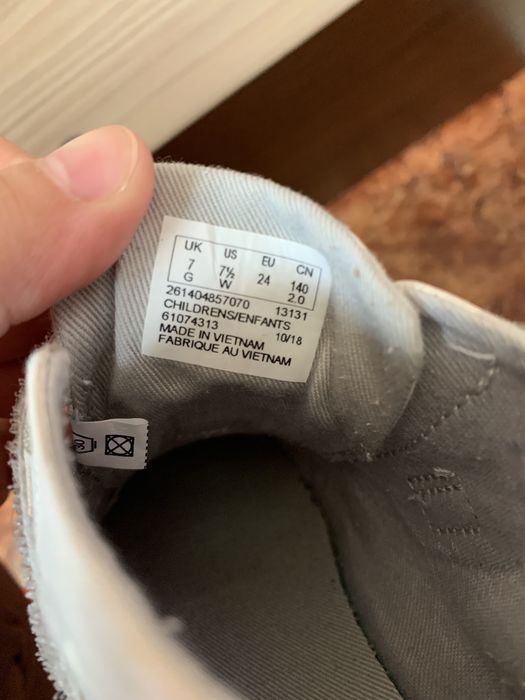 UK US EU CN
7 7½ 24 140
G W 2.0
261404857070 13131
CHILDRENS/ENFANTS
61074313 10/18
MADE IN VIETNAM
FABRIQUE AU VIETNAM
30